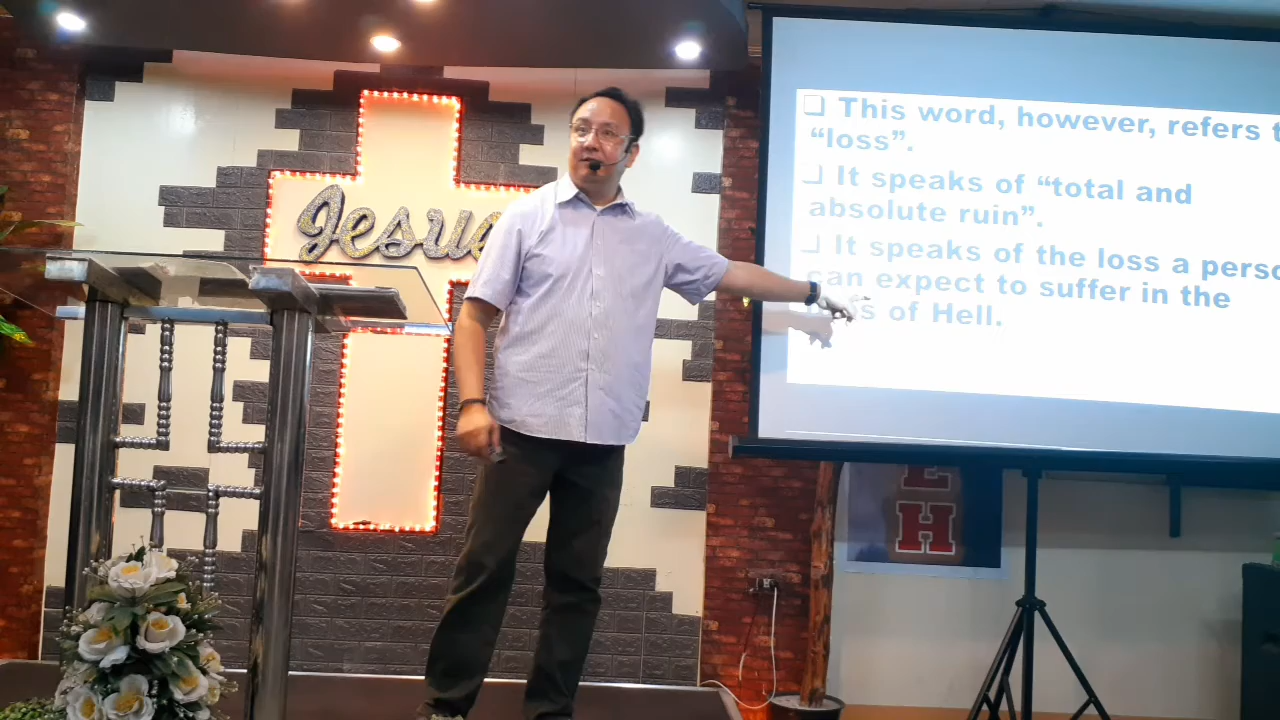 Jesus
❑ This word, however, refers t
“loss”.
❑ It speaks of “total and
absolute ruin”.
❑ It speaks of the loss a perso
can expect to suffer in the
of Hell.
H